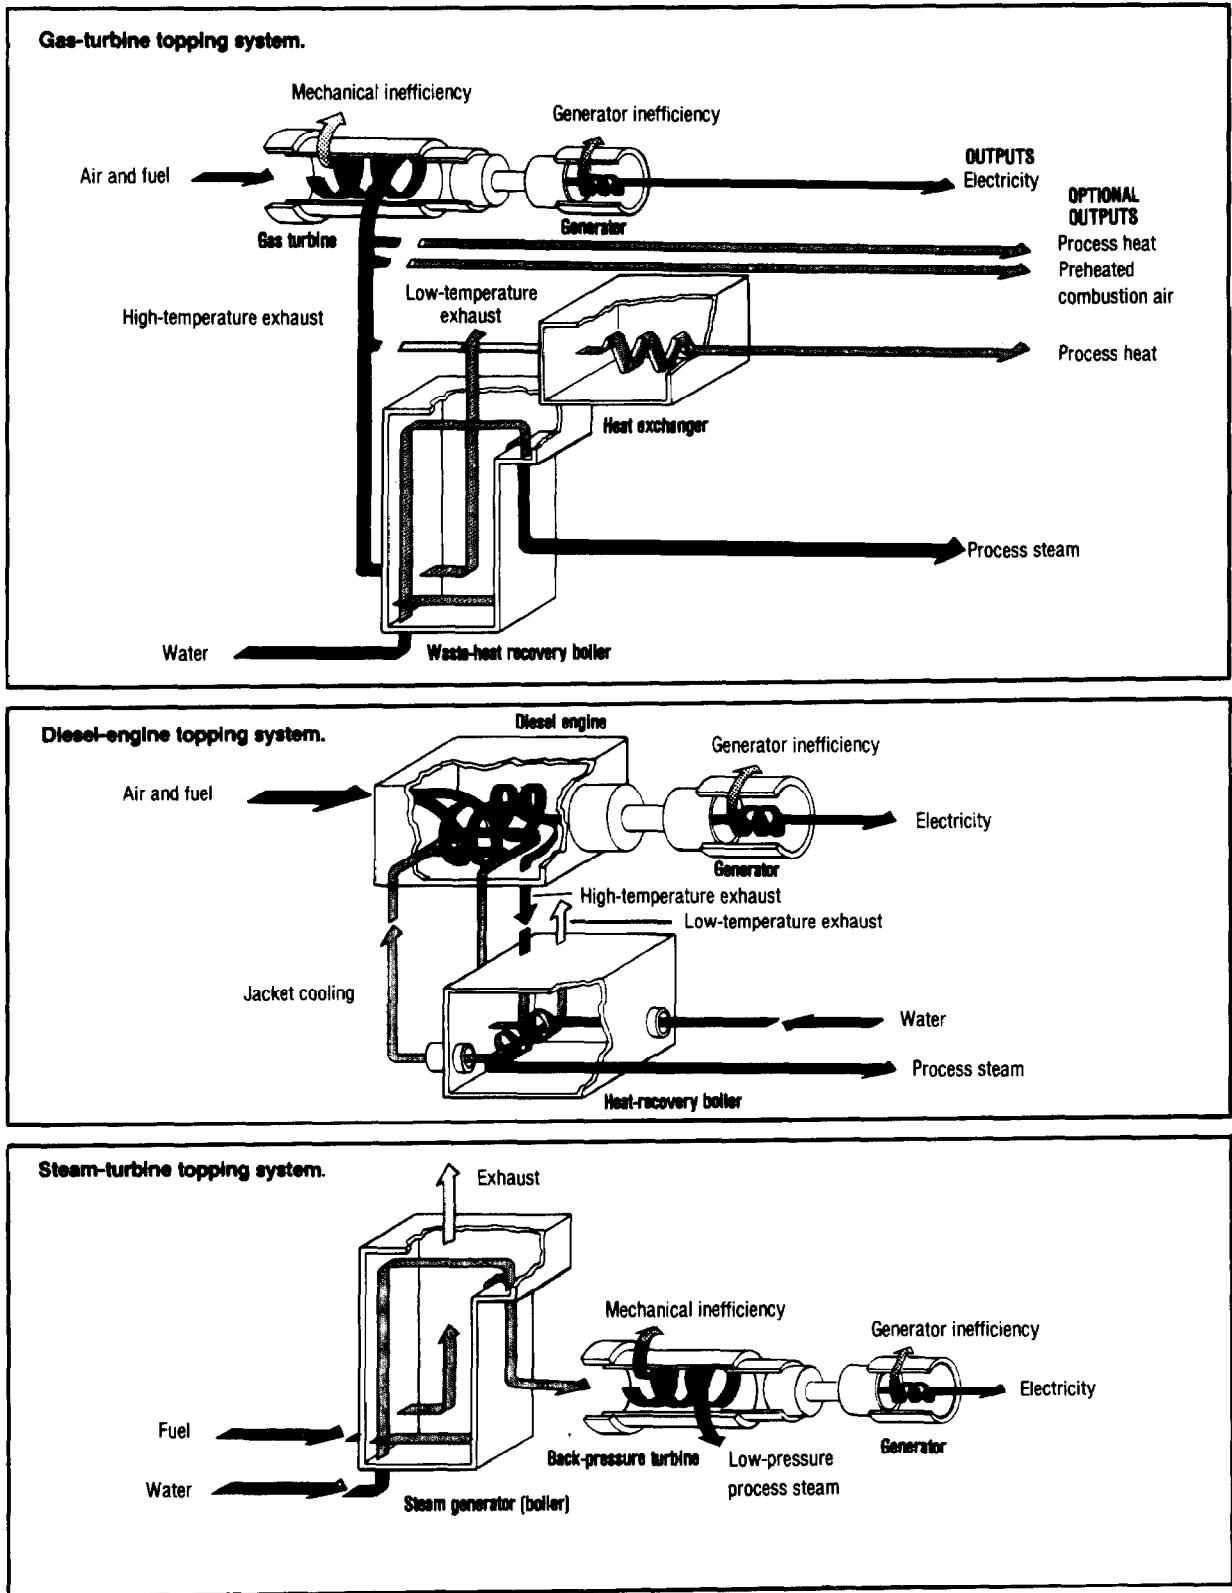 Gas-turbine topping system.
Mechanical inefficiency
Generator inefficiency
Air and fuel
OUTPUTS
Electricity
OPTIONAL
OUTPUTS
Gas turbine
Generator
Process heat
Preheated
combustion air
High-temperature exhaust
Low-temperature
exhaust
Process heat
Heat exchanger
Process steam
Water
Waste-heat recovery boiler
Diesel-engine topping system.
Diesel engine
Generator inefficiency
Air and fuel
Electricity
Generator
High-temperature exhaust
Low-temperature exhaust
Jacket cooling
Water
Process steam
Heat-recovery boiler
Steam-turbine topping system.
Exhaust
Mechanical inefficiency
Generator inefficiency
Electricity
Fuel
Back-pressure turbine
Low-pressure
process steam
Generator
Water
Steam generator (boiler)